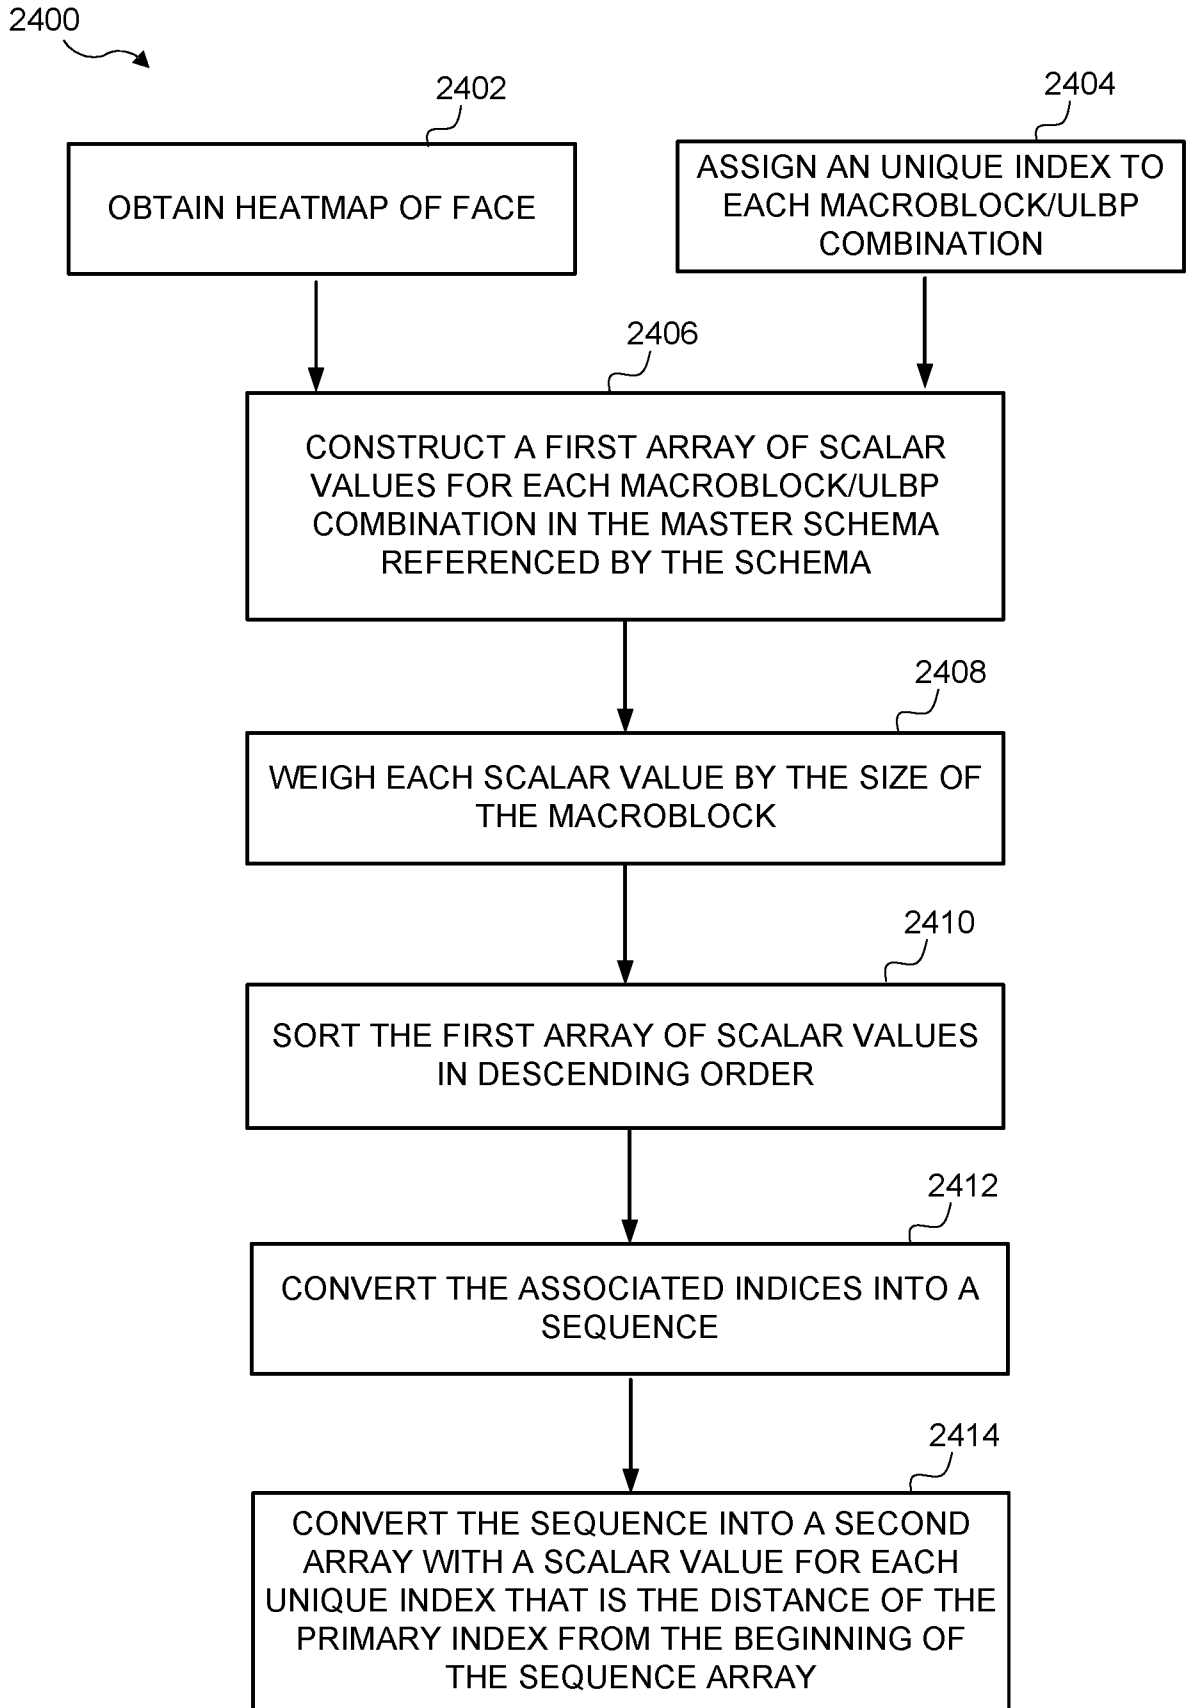 2400
2402
OBTAIN HEATMAP OF FACE
2404
ASSIGN AN UNIQUE INDEX TO
EACH MACROBLOCK/ULBP
COMBINATION
2406
CONSTRUCT A FIRST ARRAY OF SCALAR
VALUES FOR EACH MACROBLOCK/ULBP
COMBINATION IN THE MASTER SCHEMA
REFERENCED BY THE SCHEMA
2408
WEIGH EACH SCALAR VALUE BY THE SIZE OF
THE MACROBLOCK
2410
SORT THE FIRST ARRAY OF SCALAR VALUES
IN DESCENDING ORDER
2412
CONVERT THE ASSOCIATED INDICES INTO A
SEQUENCE
2414
CONVERT THE SEQUENCE INTO A SECOND
ARRAY WITH A SCALAR VALUE FOR EACH
UNIQUE INDEX THAT IS THE DISTANCE OF THE
PRIMARY INDEX FROM THE BEGINNING OF
THE SEQUENCE ARRAY